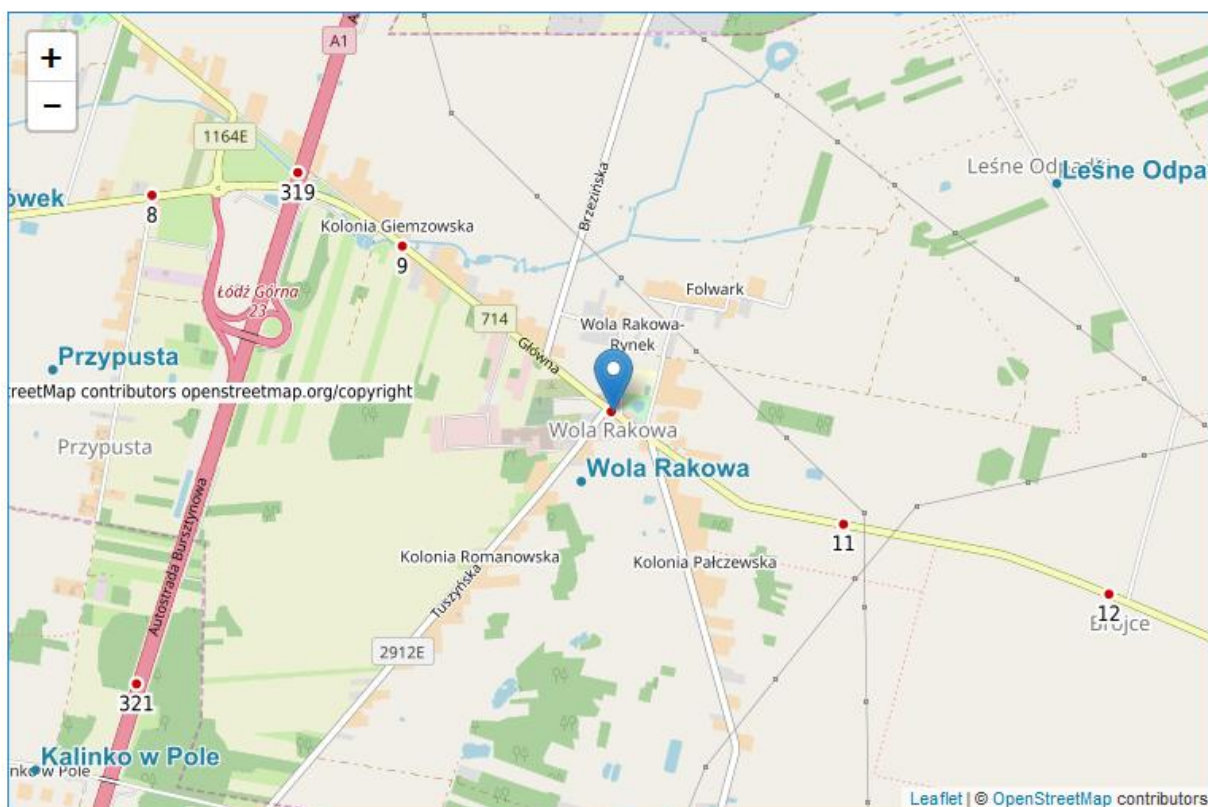 +
−
A1
1164E
319
8
Leśne Odpadki
Leśne Odpa
ówek
Kolonia Giemzowska
9
Brzezińska
Łódź Górna
23
Folwark
714
Wola Rakowa-
Rynek
Główna
Przypusta
treetMap contributors openstreetmap.org/copyright
Przypusta
Wola Rakowa
Wola Rakowa
Autostrada Bursztynowa
11
Kolonia Romanowska
Kolonia Pałczewska
Tuszyńska
12
Brójce
2912E
321
Kalinko w Pole
nko w Pole
Leaflet | © OpenStreetMap contributors